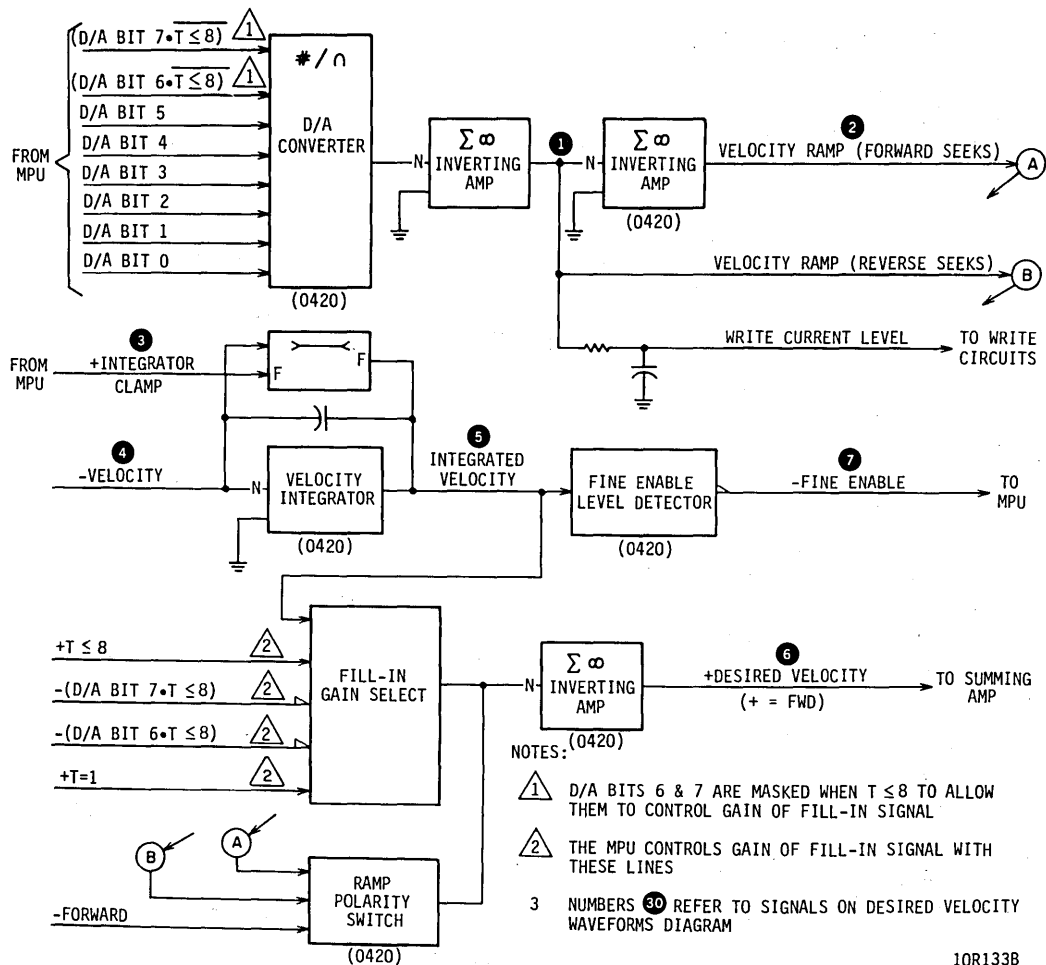 (D/A BIT 7•T ≤ 8) 1
(D/A BIT 6•T ≤ 8) 1
D/A BIT 5
D/A BIT 4
D/A BIT 3
D/A BIT 2
D/A BIT 1
D/A BIT 0
FROM
MPU
#/∩
D/A
CONVERTER
(0420)
N
Σ∞
INVERTING
AMP
1
N
Σ∞
INVERTING
AMP
(0420)
2
VELOCITY RAMP (FORWARD SEEKS)
A
VELOCITY RAMP (REVERSE SEEKS)
B
WRITE CURRENT LEVEL
TO WRITE
CIRCUITS
FROM
MPU
3
+INTEGRATOR
CLAMP
F
F
4
-VELOCITY
N
VELOCITY
INTEGRATOR
(0420)
5
INTEGRATED
VELOCITY
FINE ENABLE
LEVEL DETECTOR
(0420)
7
-FINE ENABLE
TO
MPU
+T ≤ 8 2
-(D/A BIT 7•T ≤ 8) 2
-(D/A BIT 6•T ≤ 8) 2
+T=1 2
FILL-IN
GAIN SELECT
N
Σ∞
INVERTING
AMP
(0420)
6
+DESIRED VELOCITY
(+ = FWD)
TO SUMMING
AMP
A
B
-FORWARD
RAMP
POLARITY
SWITCH
(0420)
NOTES:
1 D/A BITS 6 & 7 ARE MASKED WHEN T ≤ 8 TO ALLOW
THEM TO CONTROL GAIN OF FILL-IN SIGNAL
2 THE MPU CONTROLS GAIN OF FILL-IN SIGNAL WITH
THESE LINES
3 NUMBERS 30 REFER TO SIGNALS ON DESIRED VELOCITY
WAVEFORMS DIAGRAM
10R133B